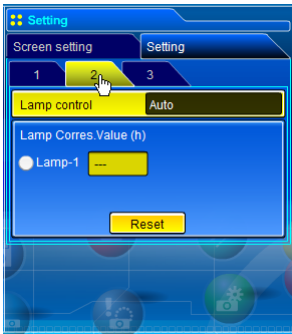 Setting
Screen setting Setting
1 2 3
Lamp control Auto
Lamp Corres.Value (h)
Lamp-1 ---
Reset